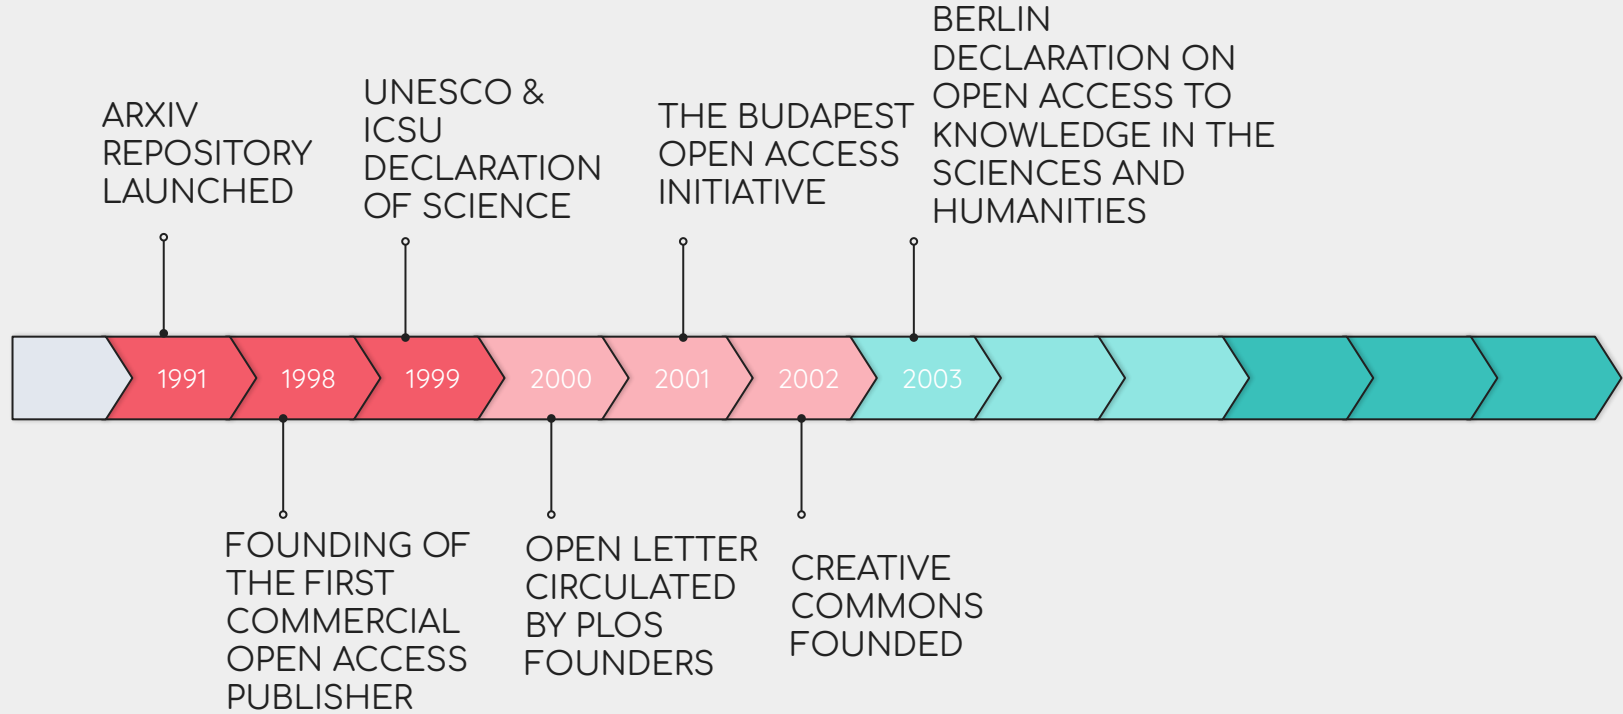 ARXIV
REPOSITORY
LAUNCHED
UNESCO &
ICSU
DECLARATION
OF SCIENCE
THE BUDAPEST
OPEN ACCESS
INITIATIVE
BERLIN
DECLARATION ON
OPEN ACCESS TO
KNOWLEDGE IN THE
SCIENCES AND
HUMANITIES
1991 1998 1999 2000 2001 2002 2003
FOUNDING OF
THE FIRST
COMMERCIAL
OPEN ACCESS
PUBLISHER
OPEN LETTER
CIRCULATED
BY PLOS
FOUNDERS
CREATIVE
COMMONS
FOUNDED